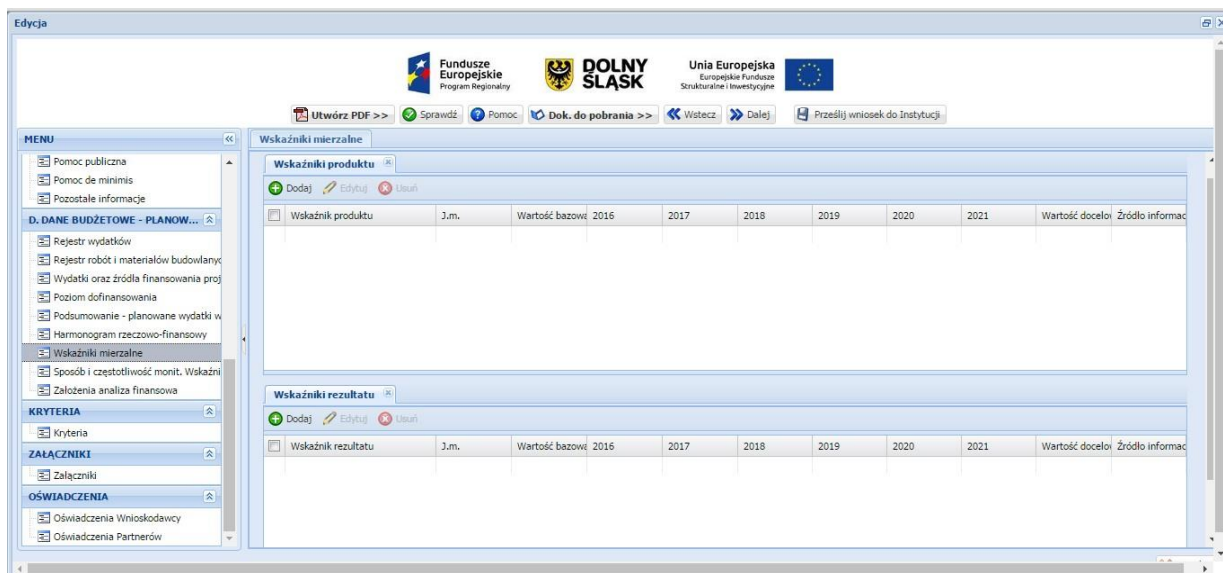 Edycja
Fundusze
Europejskie
Program Regionalny
DOLNY
ŚLĄSK
Unia Europejska
Europejskie Fundusze
Strukturalne i Inwestycyjne
Utwórz PDF >> Sprawdź Pomoc Dok. do pobrania >> Wstecz Dalej Prześlij wniosek do Instytucji
MENU
Pomoc publiczna
Pomoc de minimis
Pozostałe informacje
D. DANE BUDŻETOWE - PLANOW...
Rejestr wydatków
Rejestr robót i materiałów budowlanyc
Wydatki oraz źródła finansowania proj
Poziom dofinansowania
Podsumowanie - planowane wydatki w
Harmonogram rzeczowo-finansowy
Wskaźniki mierzalne
Sposób i częstotliwość monit. Wskaźni
Założenia analiza finansowa
KRYTERIA
Kryteria
ZAŁĄCZNIKI
Załączniki
OŚWIADCZENIA
Oświadczenia Wnioskodawcy
Oświadczenia Partnerów
Wskaźniki mierzalne
Wskaźniki produktu
Dodaj Edytuj Usuń
Wskaźnik produktu J.m. Wartość bazowa 2016 2017 2018 2019 2020 2021 Wartość docelov Źródło informac
Wskaźniki rezultatu
Dodaj Edytuj Usuń
Wskaźnik rezultatu J.m. Wartość bazowa 2016 2017 2018 2019 2020 2021 Wartość docelov Źródło informac